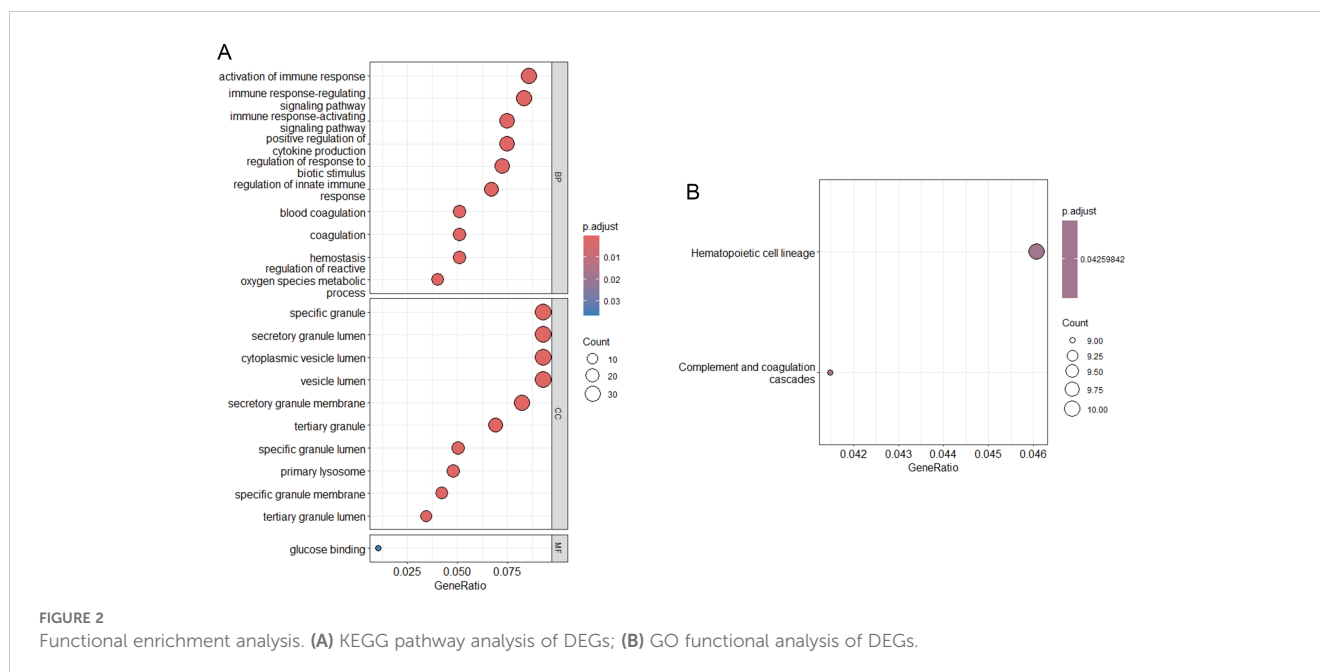 A
activation of immune response
immune response-regulating
signaling pathway
immune response-activating
signaling pathway
positive regulation of
cytokine production
regulation of response to
biotic stimulus
regulation of innate immune
response
blood coagulation
coagulation
hemostasis
regulation of reactive
oxygen species metabolic
process
BP
specific granule
secretory granule lumen
cytoplasmic vesicle lumen
vesicle lumen
secretory granule membrane
tertiary granule
specific granule lumen
primary lysosome
specific granule membrane
tertiary granule lumen
CC
glucose binding
MF
0.025 0.050 0.075
GeneRatio
p.adjust
0.01
0.02
0.03
Count
10
20
30
B
Hematopoietic cell lineage
Complement and coagulation
cascades
0.042 0.043 0.044 0.045 0.046
GeneRatio
p.adjust
0.04259842
Count
9.00
9.25
9.50
9.75
10.00
FIGURE 2
Functional enrichment analysis. (A) KEGG pathway analysis of DEGs; (B) GO functional analysis of DEGs.